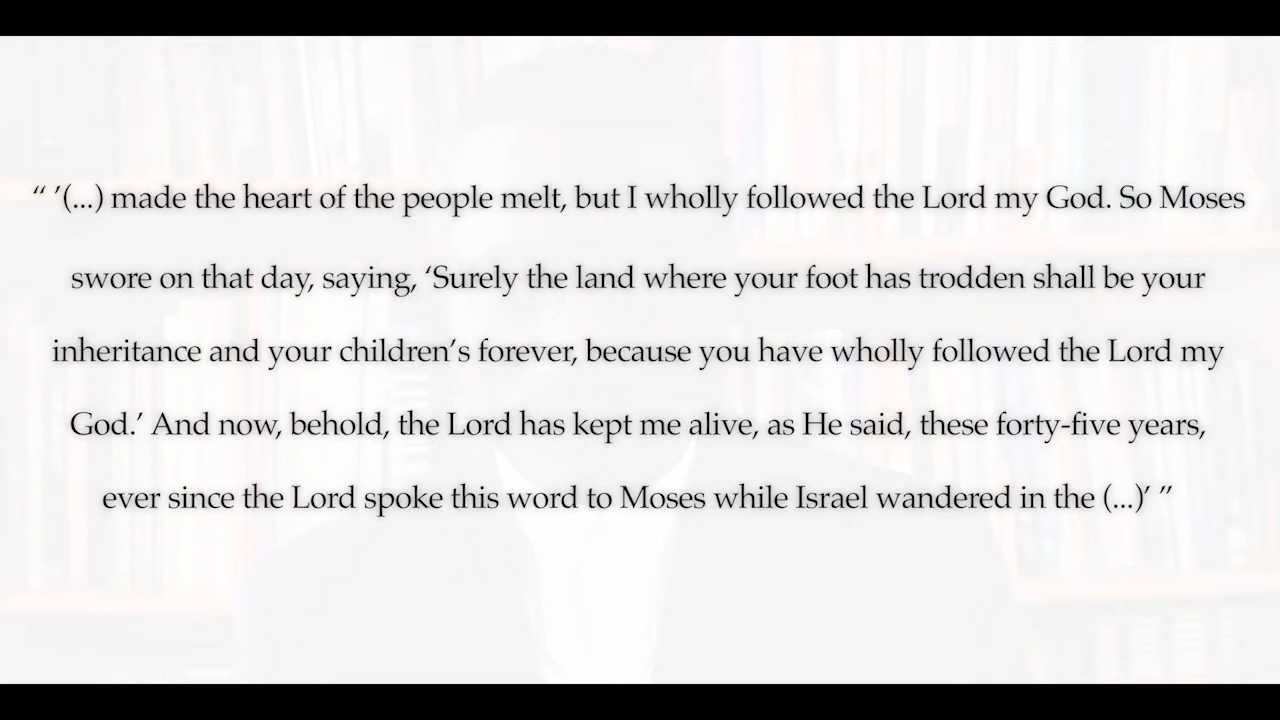 “ ’(...) made the heart of the people melt, but I wholly followed the Lord my God. So Moses
swore on that day, saying, ‘Surely the land where your foot has trodden shall be your
inheritance and your children’s forever, because you have wholly followed the Lord my
God.’ And now, behold, the Lord has kept me alive, as He said, these forty-five years,
ever since the Lord spoke this word to Moses while Israel wandered in the (...)’ ”